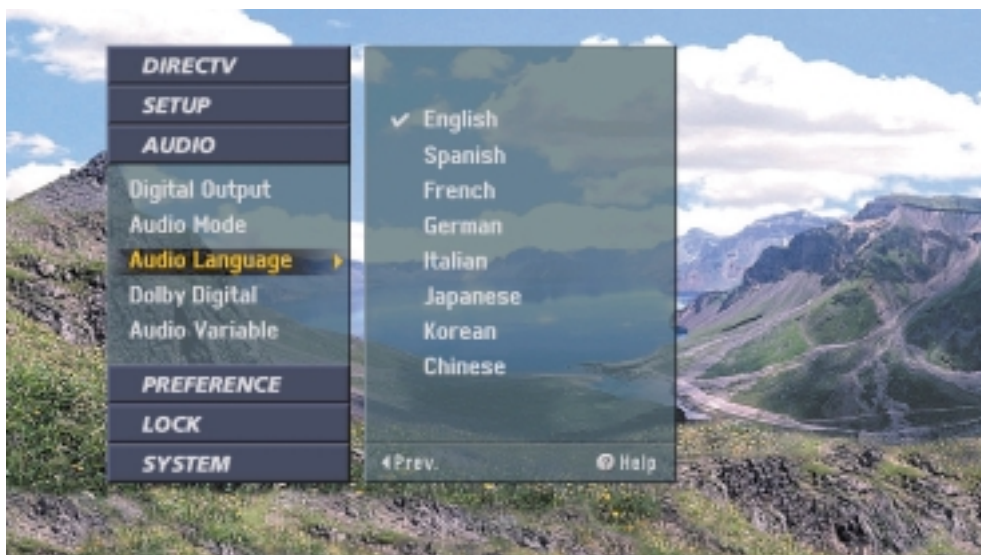 DIRECTV
SETUP
AUDIO
Digital Output
Audio Mode
Audio Language
Dolby Digital
Audio Variable
PREFERENCE
LOCK
SYSTEM
English
Spanish
French
German
Italian
Japanese
Korean
Chinese
Prev.
Help